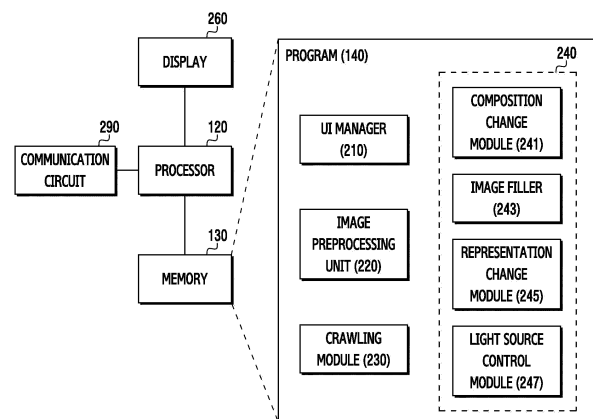 260
DISPLAY
290
COMMUNICATION
CIRCUIT
120
PROCESSOR
130
MEMORY
PROGRAM (140)
UI MANAGER
(210)
IMAGE
PREPROCESSING
UNIT (220)
CRAWLING
MODULE (230)
240
COMPOSITION
CHANGE
MODULE (241)
IMAGE FILLER
(243)
REPRESENTATION
CHANGE
MODULE (245)
LIGHT SOURCE
CONTROL
MODULE (247)